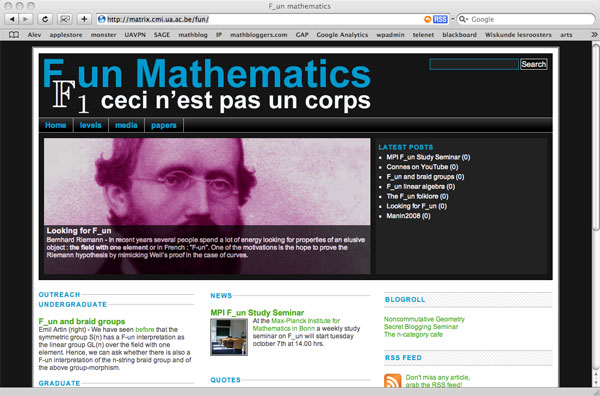 F_un mathematics
http://matrix.cmi.ua.ac.be/fun/
RSS
Google
Alev applestore monster UAVPN SAGE mathblog IP mathbloggers.com GAP Google Analytics wpadmin telenet blackboard Wiskunde lesroosters arts
F_un Mathematics
F1 ceci n'est pas un corps
Search
Home levels media papers
Looking for F_un
Bernhard Riemann - In recent years several people spend a lot of energy looking for properties of an elusive
object : the field with one element or in French : "F-un". One of the motivations is the hope to prove the
Riemann hypothesis by mimicking Weil's proof in the case of curves.
LATEST POSTS
MPI F_un Study Seminar (0)
Connes on YouTube (0)
F_un and braid groups (0)
F_un linear algebra (0)
The F_un folklore (0)
Looking for F_un (0)
Manin2008 (0)
OUTREACH
UNDERGRADUATE
F_un and braid groups
Emil Artin (right) - We have seen before that the
symmetric group S(n) has a F-un interpretation as
the linear group GL(n) over the field with one
element. Hence, we can ask whether there is also a
F-un interpretation of the n-string braid group and of
the above group-morphism.
GRADUATE
NEWS
MPI F_un Study Seminar
At the Max-Planck Institute for
Mathematics in Bonn a weekly study
seminar on F_un will start tuesday
october 7th at 14.00 hrs.
QUOTES
BLOGROLL
Noncommutative Geometry
Secret Blogging Seminar
The n-category cafe
RSS FEED
Don't miss any article,
grab the RSS feed!